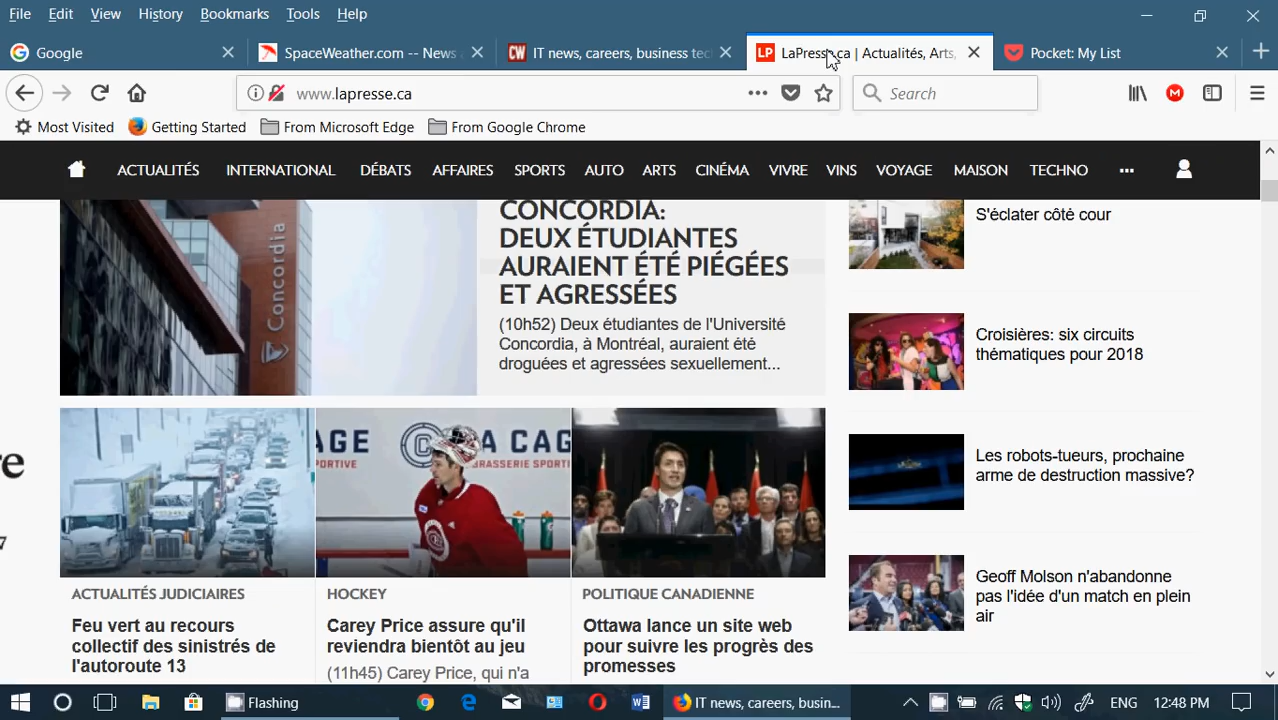 File Edit View History Bookmarks Tools Help
Google SpaceWeather.com -- News a IT news, careers, business tec LaPresse.ca | Actualités, Arts, Pocket: My List
www.lapresse.ca Search
Most Visited Getting Started From Microsoft Edge From Google Chrome
ACTUALITÉS INTERNATIONAL DÉBATS AFFAIRES SPORTS AUTO ARTS CINÉMA VIVRE VINS VOYAGE MAISON TECHNO
Concordia
CONCORDIA:
DEUX ÉTUDIANTES
AURAIENT ÉTÉ PIÉGÉES
ET AGRESSÉES
(10h52) Deux étudiantes de l'Université
Concordia, à Montréal, auraient été
droguées et agressées sexuellement...
S'éclater côté cour
Croisières: six circuits
thématiques pour 2018
Les robots-tueurs, prochaine
arme de destruction massive?
Geoff Molson n'abandonne
pas l'idée d'un match en plein
air
re
7
LA CAGE
BRASSERIE SPORTI
ACTUALITÉS JUDICIAIRES
Feu vert au recours
collectif des sinistrés de
l'autoroute 13
HOCKEY
Carey Price assure qu'il
reviendra bientôt au jeu
(11h45) Carey Price, qui n'a
POLITIQUE CANADIENNE
Ottawa lance un site web
pour suivre les progrès des
promesses
Flashing IT news, careers, busin... ENG 12:48 PM